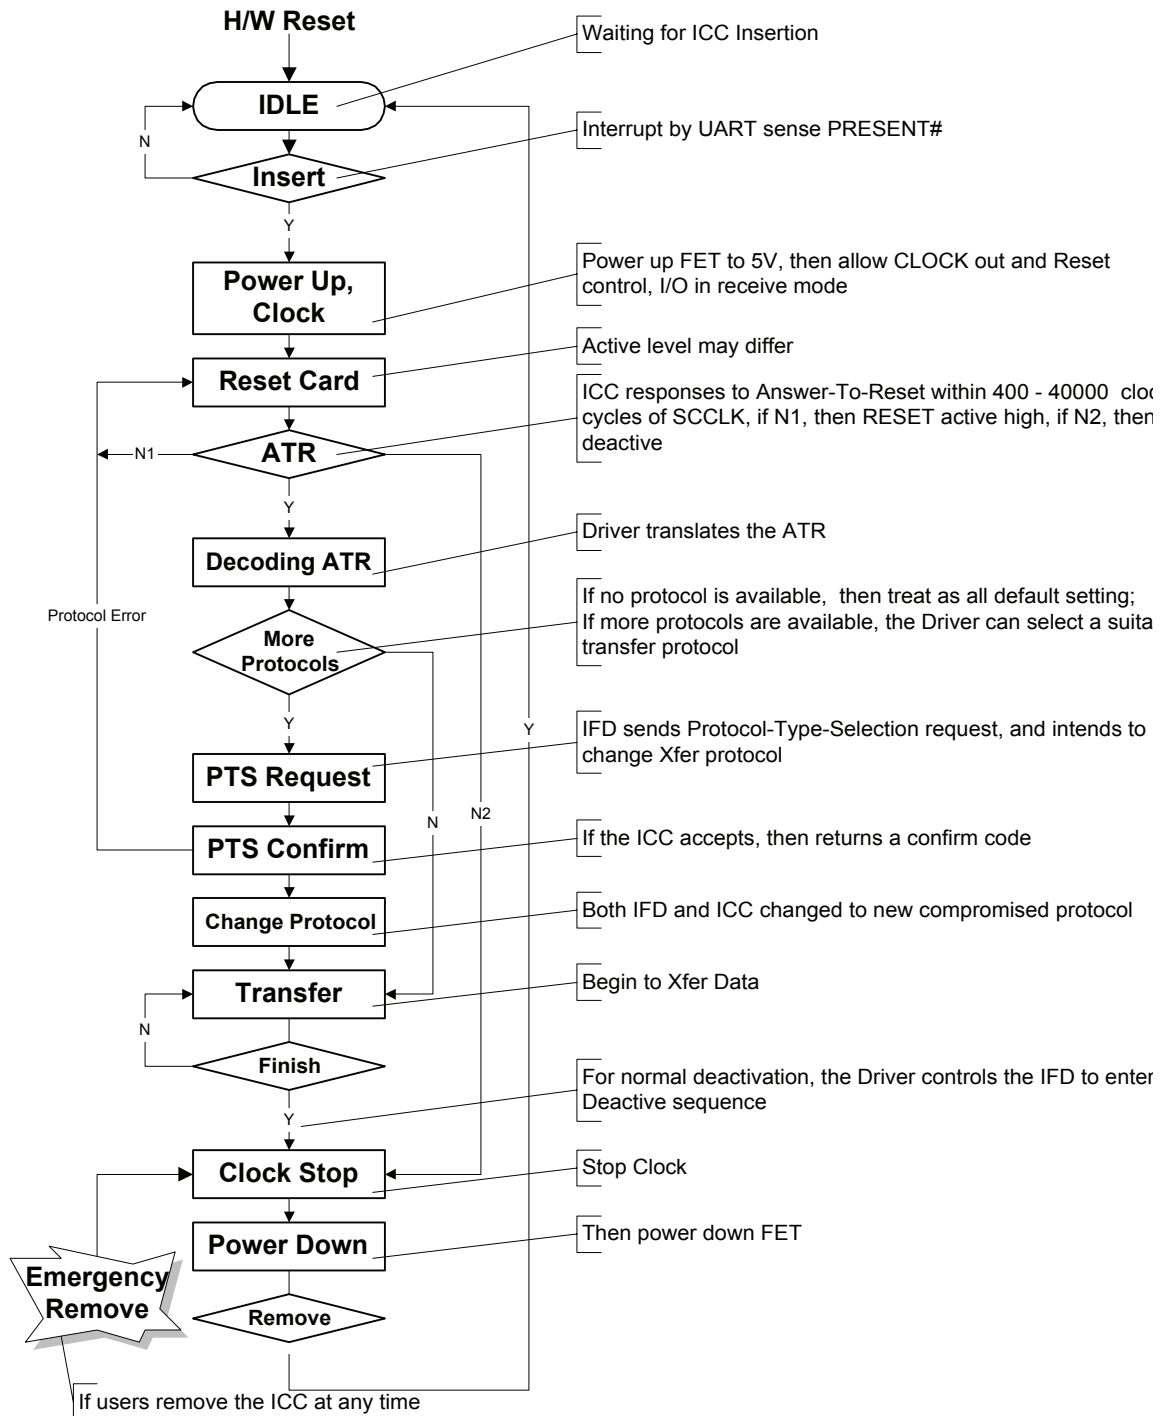 H/W Reset
Waiting for ICC Insertion
IDLE
Interrupt by UART sense PRESENT#
N
Insert
Y
Power Up,
Clock
Power up FET to 5V, then allow CLOCK out and Reset
control, I/O in receive mode
Active level may differ
Reset Card
ICC responses to Answer-To-Reset within 400 - 40000
cycles of SCCLK, if N1, then RESET active high, if N2, then
deactive
N1
ATR
Y
Driver translates the ATR
Decoding ATR
Protocol Error
If no protocol is available, then treat as all default setting;
If more protocols are available, the Driver can select a
transfer protocol
More
Protocols
Y
Y
IFD sends Protocol-Type-Selection request, and intends to
change Xfer protocol
PTS Request
N
N2
PTS Confirm
If the ICC accepts, then returns a confirm code
Change Protocol
Both IFD and ICC changed to new compromised protocol
Transfer
Begin to Xfer Data
N
Finish
For normal deactivation, the Driver controls the IFD to enter
Deactive sequence
Y
Clock Stop
Stop Clock
Power Down
Then power down FET
Emergency
Remove
Remove
If users remove the ICC at any time